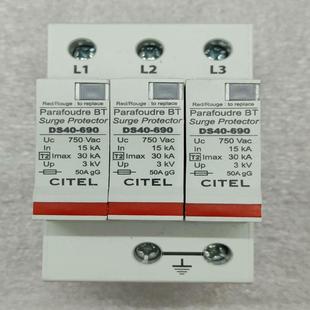 L1 L2 L3
Red/Rouge : to replace
Parafoudre BT
Surge Protector
DS40-690
Uc 750 Vac
In 15 kA
T2 Imax 30 kA
Up 3 kV
50A gG
CITEL
Red/Rouge : to replace
Parafoudre BT
Surge Protector
DS40-690
Uc 750 Vac
In 15 kA
T2 Imax 30 kA
Up 3 kV
50A gG
CITEL
Red/Rouge : to replace
Parafoudre BT
Surge Protector
DS40-690
Uc 750 Vac
In 15 kA
T2 Imax 30 kA
Up 3 kV
50A gG
CITEL